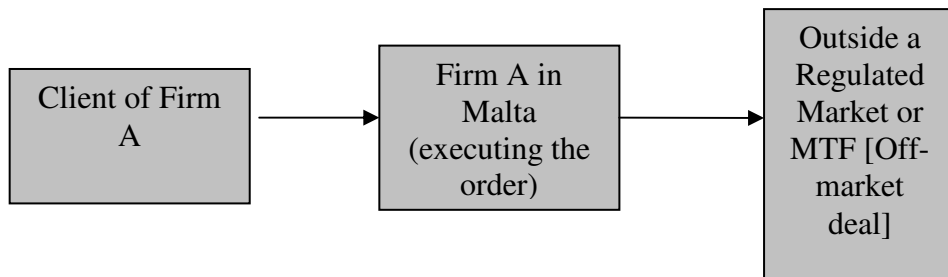 Client of Firm
A
Firm A in
Malta
(executing the
order)
Outside a
Regulated
Market or
MTF [Off-
market
deal]